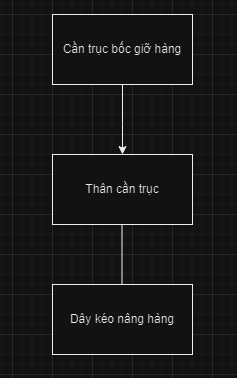 Cần trục bốc giỡ hàng
Thân cần trục
Dây kéo nâng hàng